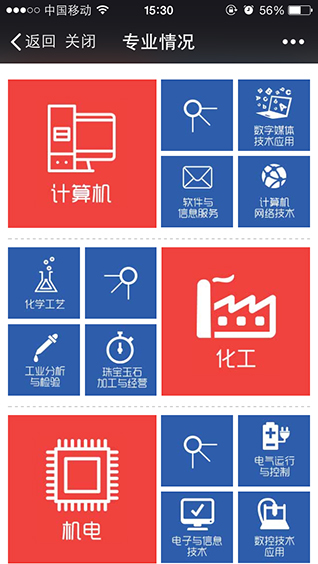 中国移动
15:30
56%
返回 关闭
专业情况
计算机
数字媒体
技术应用
软件与
信息服务
计算机
网络技术
化学工艺
工业分析
与检验
珠宝玉石
加工与经营
化工
机电
电气运行
与控制
电子与信息
技术
数控技术
应用